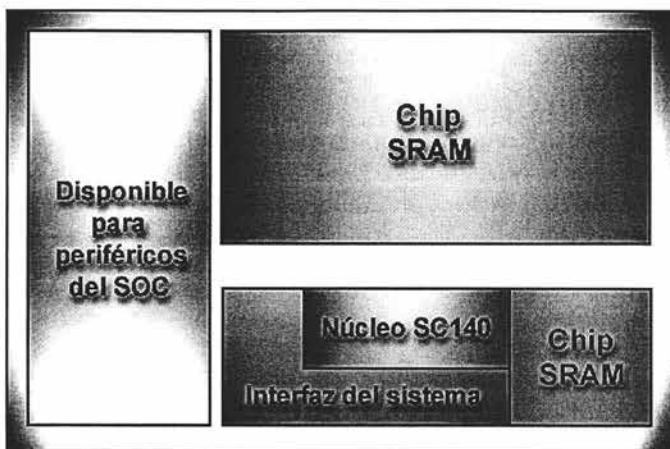 Chip
SRAM
Disponible
para
periféricos
del SOC
Núcleo SC140
Interfaz del sistema
Chip
SRAM